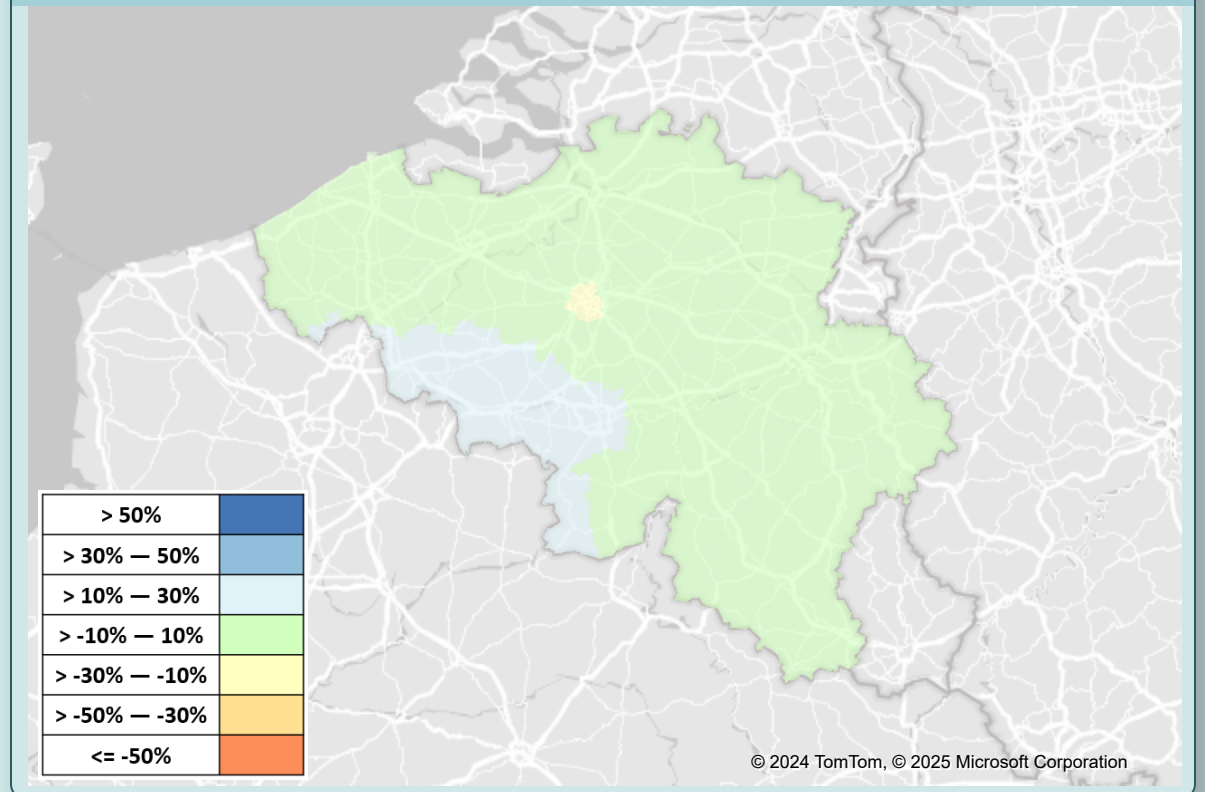 > 50%
> 30% — 50%
> 10% — 30%
> -10% — 10%
> -30% — -10%
> -50% — -30%
<= -50%
© 2024 TomTom, © 2025 Microsoft Corporation